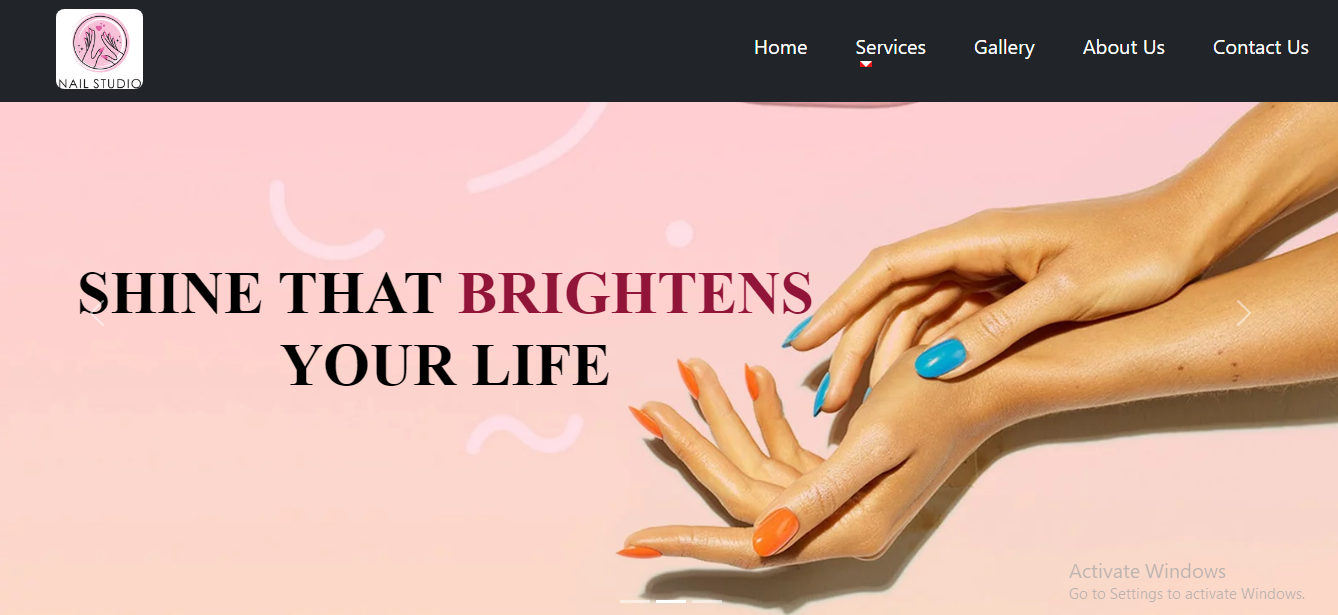 NAIL STUDIO
Home Services Gallery About Us Contact Us
SHINE THAT BRIGHTENS
YOUR LIFE
Activate Windows
Go to Settings to activate Windows.